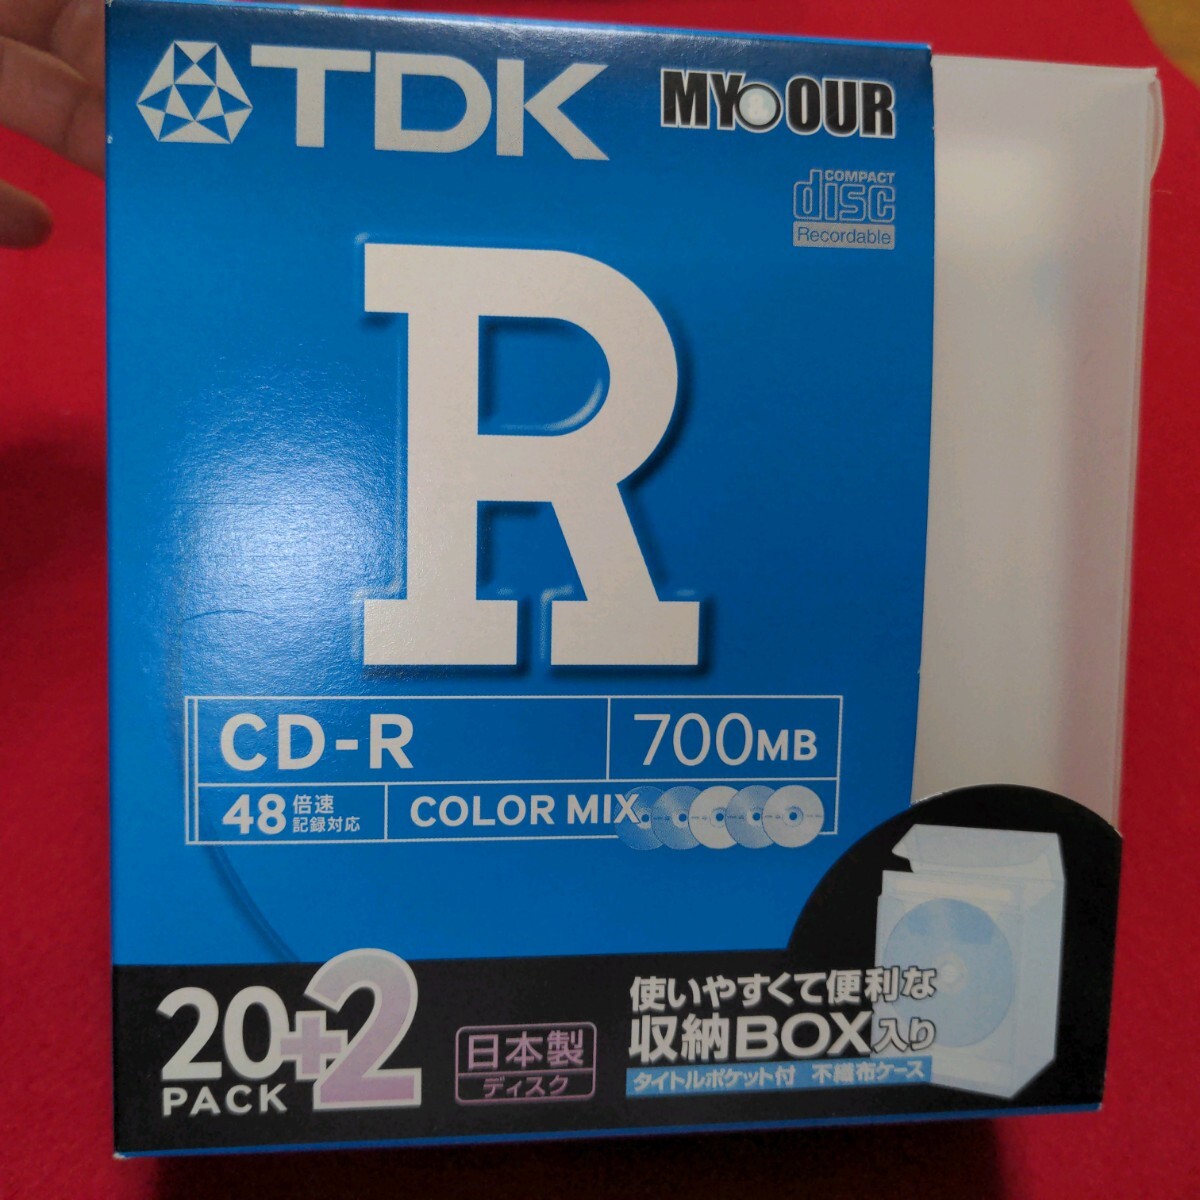 TDK
MY&OUR
COMPACT
disc
Recordable
R
CD-R
700MB
48倍速
記録対応
COLOR MIX
20+2
PACK
日本製
ディスク
使いやすくて便利な
収納BOX入り
タイトルポケット付 不織布ケース